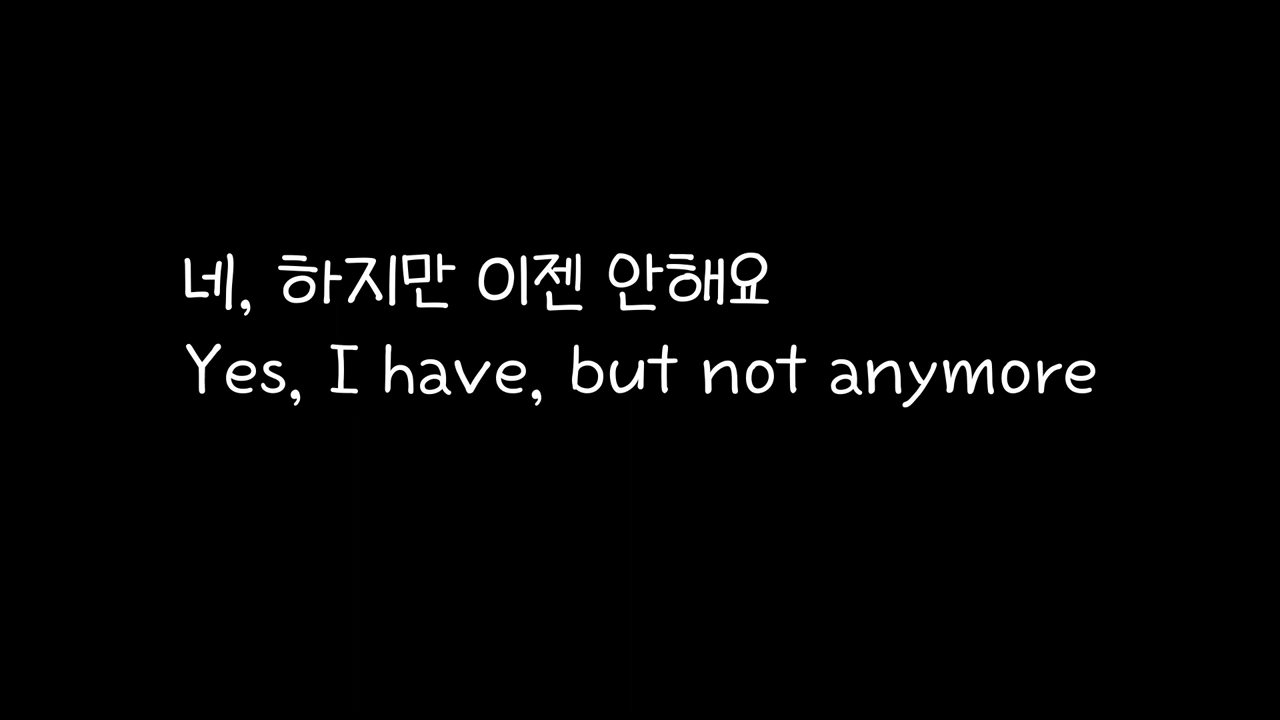 네, 하지만 이젠 안해요
Yes, I have, but not anymore